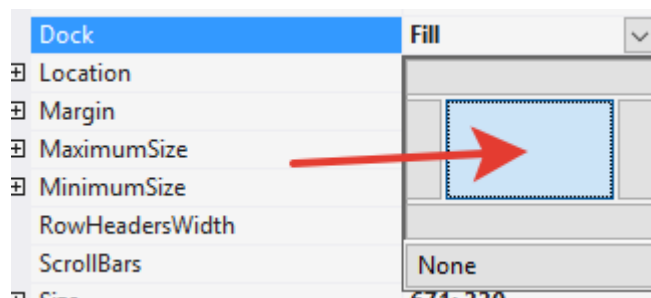 Dock Fill
Location
Margin
MaximumSize
MinimumSize
RowHeadersWidth
ScrollBars None